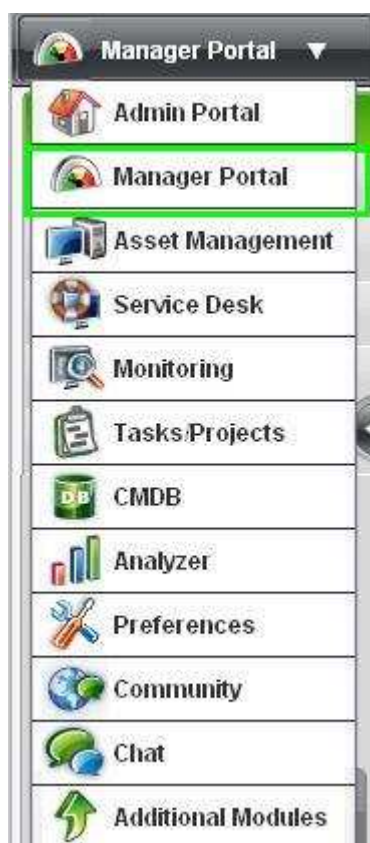 Manager Portal ▼
Admin Portal
Manager Portal
Asset Management
Service Desk
Monitoring
Tasks/Projects
DB CMDB
Analyzer
Preferences
Community
Chat
Additional Modules